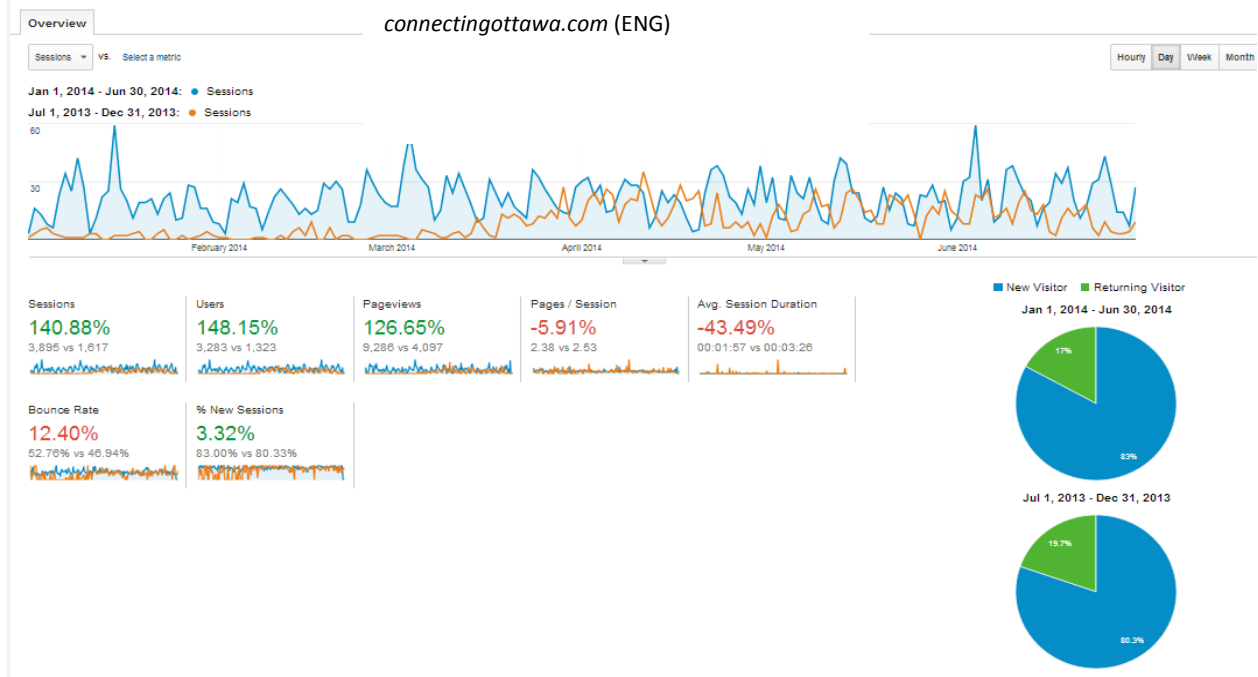 connectingottawa.com (ENG)
Overview
Sessions VS. Select a metric
Hourly Day Week Month
Jan 1, 2014 - Jun 30, 2014: Sessions
Jul 1, 2013 - Dec 31, 2013: Sessions
60
30
February 2014 March 2014 April 2014 May 2014 June 2014
Sessions
140.88%
3,895 vs 1,617
Users
148.15%
3,283 vs 1,323
Pageviews
126.65%
9,286 vs 4,097
Pages / Session
-5.91%
2.38 vs 2.53
Avg. Session Duration
-43.49%
00:01:57 vs 00:03:26
Bounce Rate
12.40%
52.76% vs 46.94%
% New Sessions
3.32%
83.00% vs 80.33%
New Visitor Returning Visitor
Jan 1, 2014 - Jun 30, 2014
17%
83%
Jul 1, 2013 - Dec 31, 2013
19.7%
80.3%